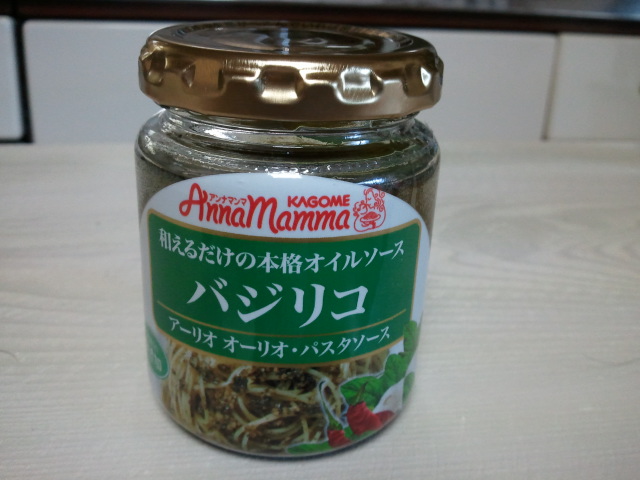 アンナマンマ
AnnaMamma
KAGOME
和えるだけの本格オイルソース
バジリコ
アーリオ オーリオ・パスタソース